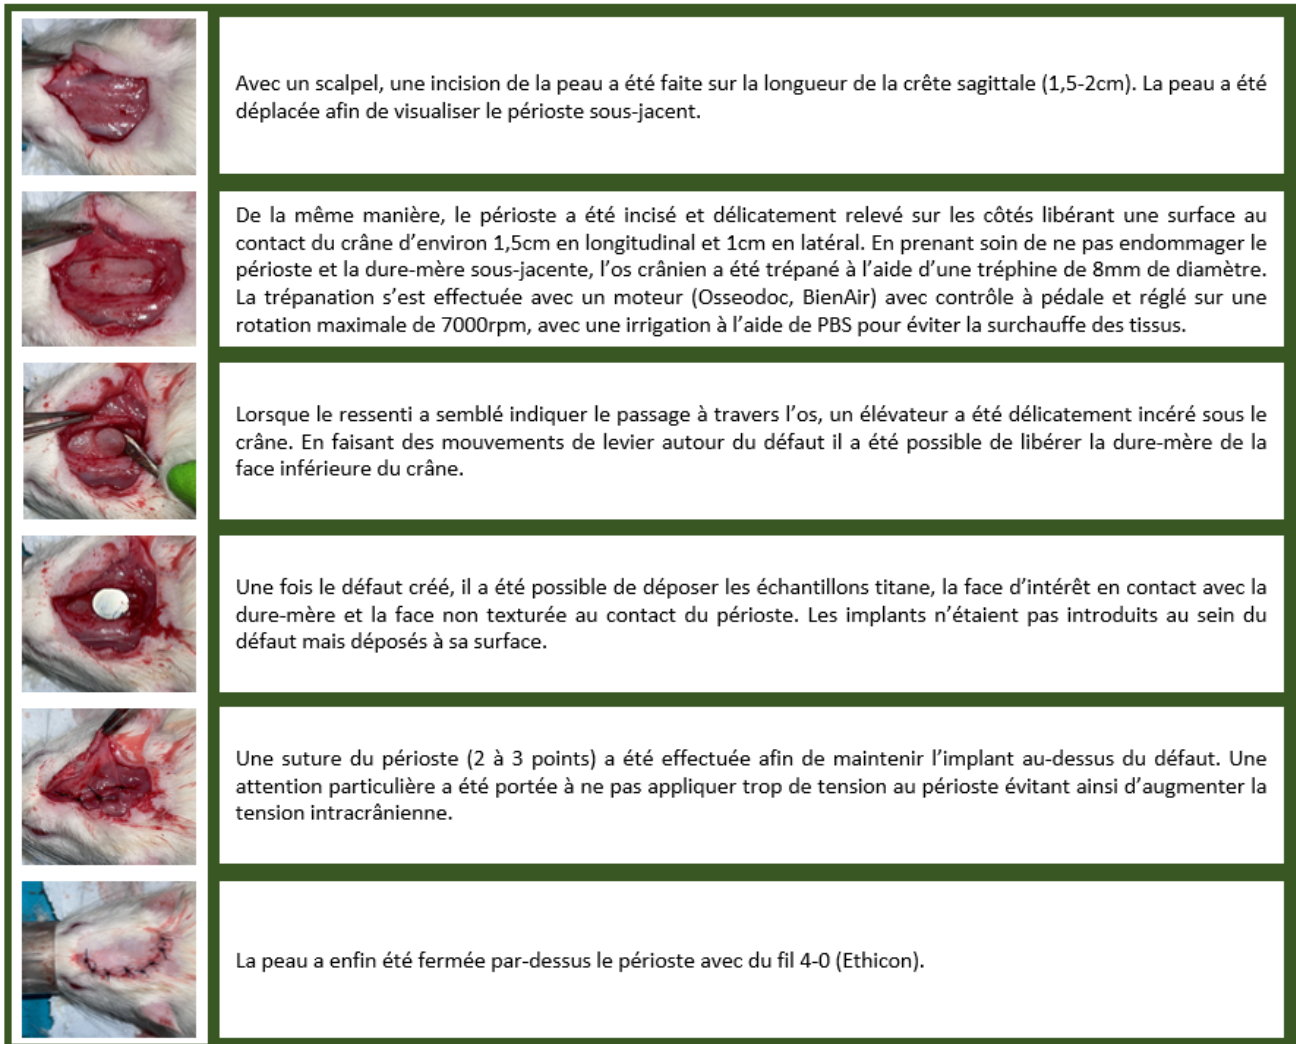 Avec un scalpel, une incision de la peau a été faite sur la longueur de la crête sagittale (1,5-2cm). La peau a été
déplacée afin de visualiser le périoste sous-jacent.
De la même manière, le périoste a été incisé et délicatement relevé sur les côtés libérant une surface au
contact du crâne d’environ 1,5cm en longitudinal et 1cm en latéral. En prenant soin de ne pas endommager le
périoste et la dure-mère sous-jacente, l’os crânien a été trépané à l’aide d’une tréphine de 8mm de diamètre.
La trépanation s’est effectuée avec un moteur (Osseodoc, BienAir) avec contrôle à pédale et réglé sur une
rotation maximale de 7000rpm, avec une irrigation à l’aide de PBS pour éviter la surchauffe des tissus.
Lorsque le ressenti a semblé indiquer le passage à travers l’os, un élévateur a été délicatement incéré sous le
crâne. En faisant des mouvements de levier autour du défaut il a été possible de libérer la dure-mère de la
face inférieure du crâne.
Une fois le défaut créé, il a été possible de déposer les échantillons titane, la face d’intérêt en contact avec la
dure-mère et la face non texturée au contact du périoste. Les implants n’étaient pas introduits au sein du
défaut mais déposés à sa surface.
Une suture du périoste (2 à 3 points) a été effectuée afin de maintenir l’implant au-dessus du défaut. Une
attention particulière a été portée à ne pas appliquer trop de tension au périoste évitant ainsi d’augmenter la
tension intracrânienne.
La peau a enfin été fermée par-dessus le périoste avec du fil 4-0 (Ethicon).